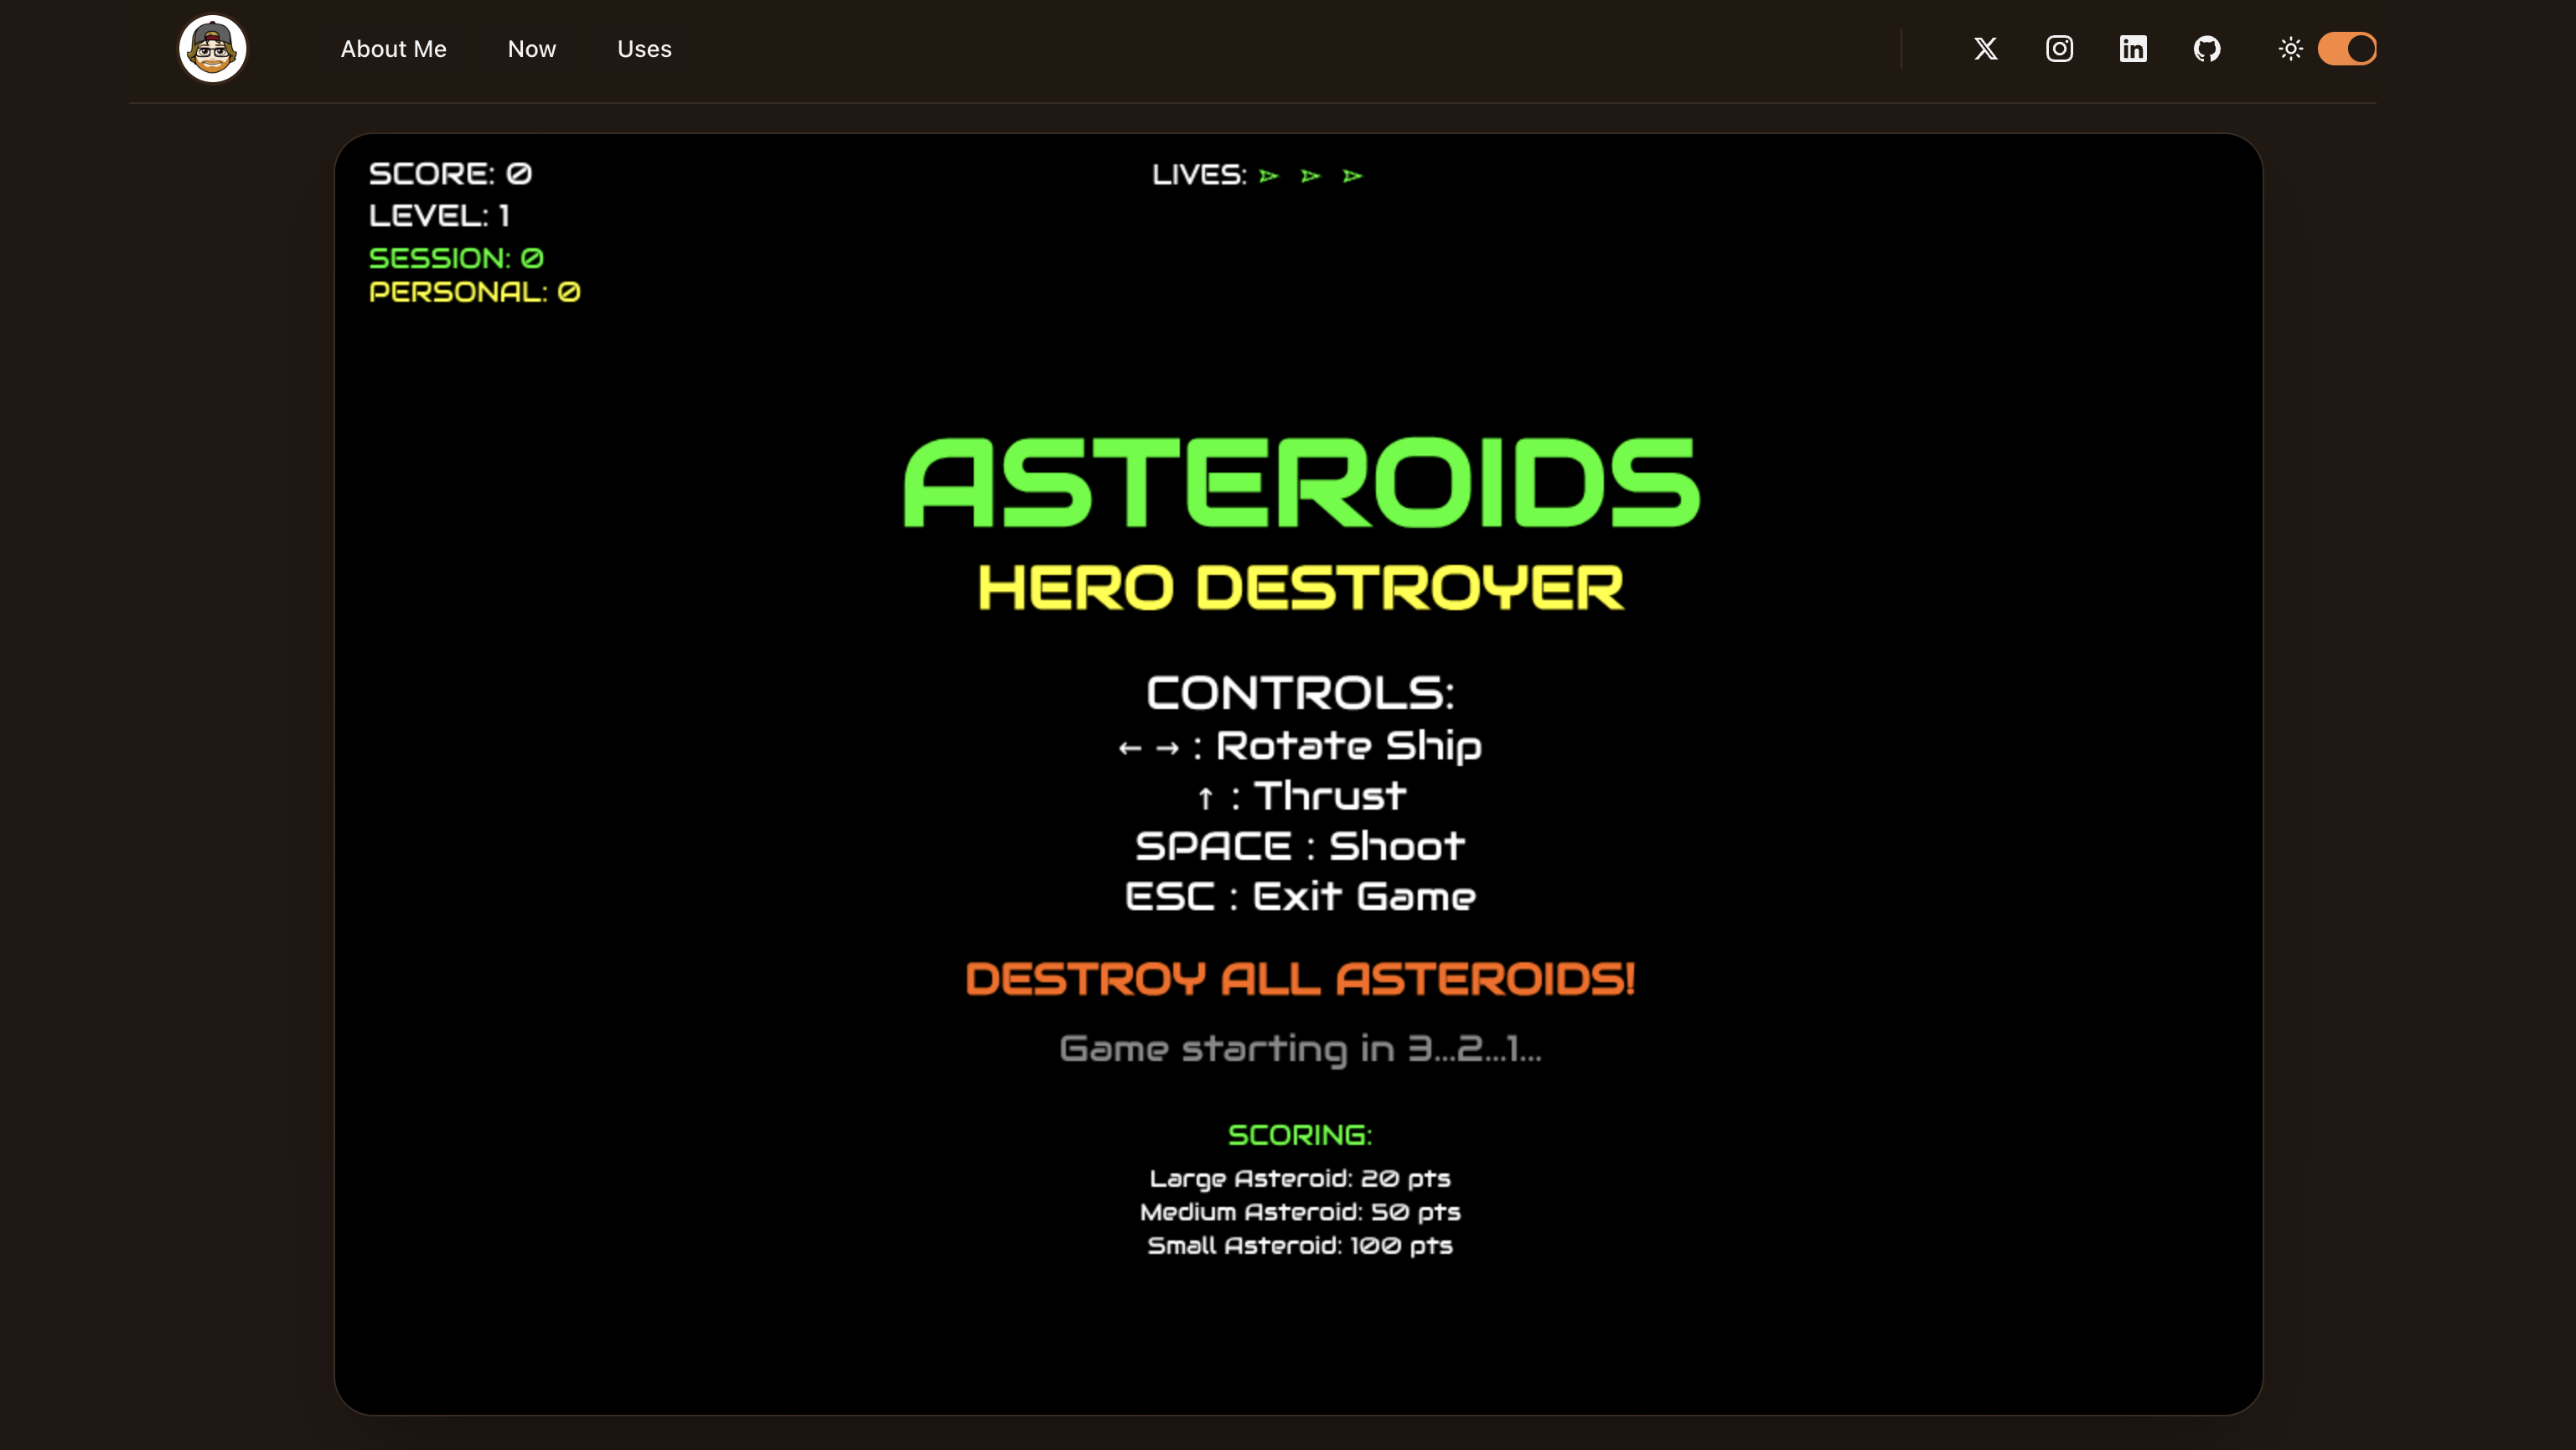 About Me Now Uses
SCORE: 0
LIVES:
LEVEL: 1
SESSION: 0
PERSONAL: 0
ASTEROIDS
HERO DESTROYER
CONTROLS:
← → : Rotate Ship
↑ : Thrust
SPACE : Shoot
ESC : Exit Game
DESTROY ALL ASTEROIDS!
Game starting in 3...2...1...
SCORING:
Large Asteroid: 20 pts
Medium Asteroid: 50 pts
Small Asteroid: 100 pts